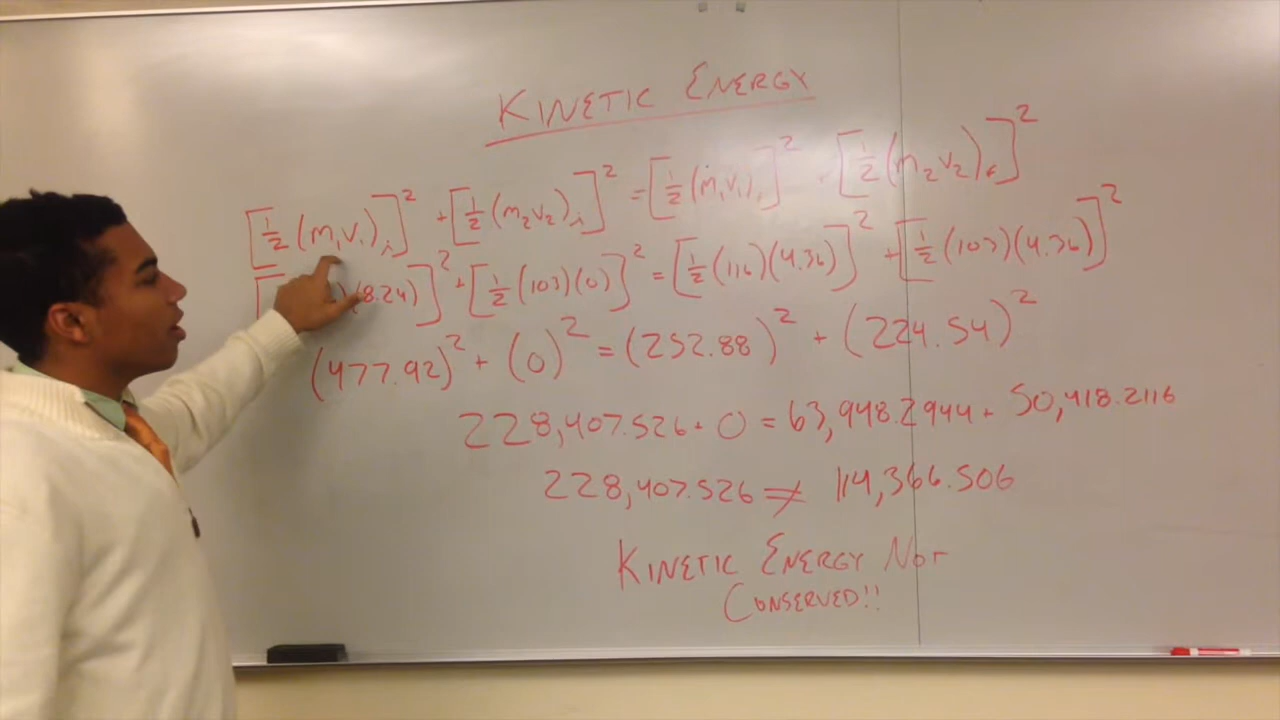 KINETIC ENERGY
[½(m₁v₁)ᵢ]² + [½(m₂v₂)ᵢ]² = [½(m₁v₁)]² + [½(m₂v₂)f]²
[ )(8.24)]² + [½(103)(0)]² = [½(116)(4.36)]² + [½(103)(4.36)]²
(477.92)² + (0)² = (252.88)² + (224.54)²
228,407.526 + 0 = 63,948.2944 + 50,418.2116
228,407.526 ≠ 114,366.506
KINETIC ENERGY NOT
CONSERVED!!